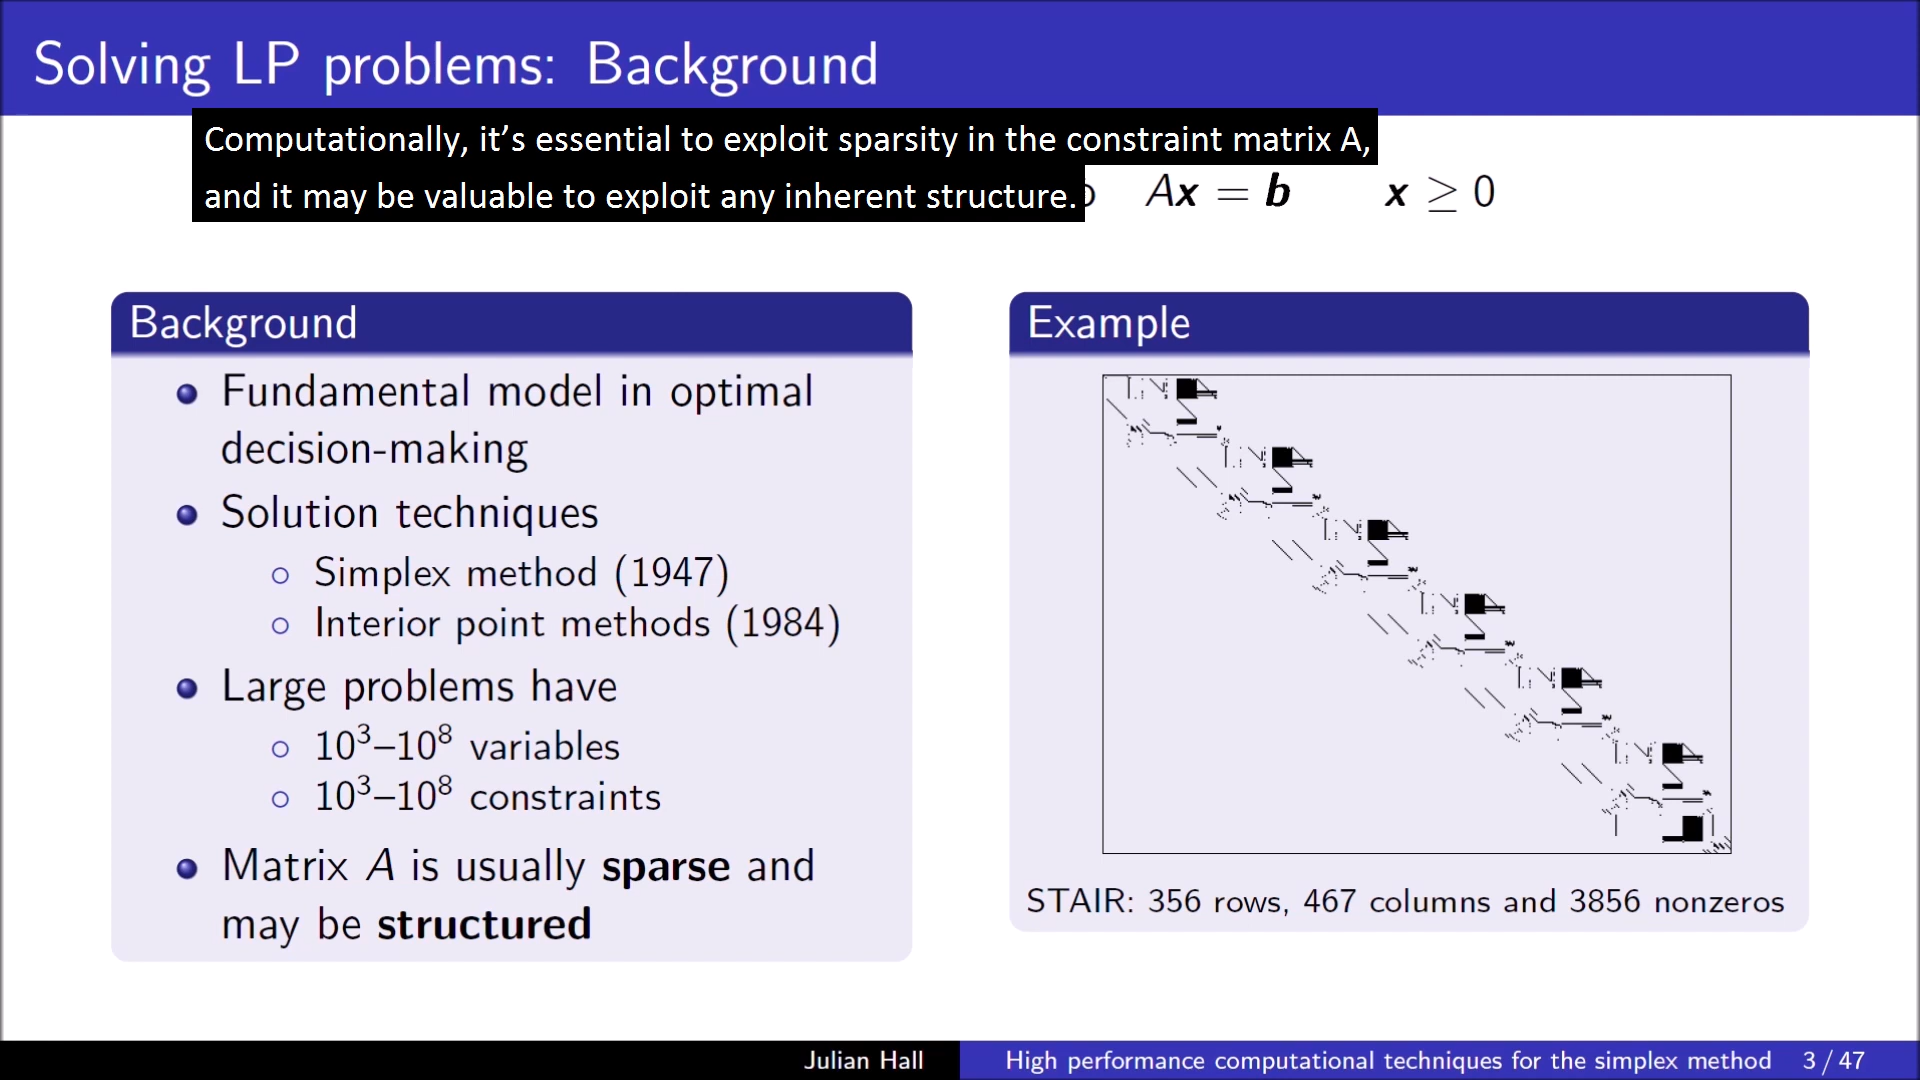 Solving LP problems: Background
Computationally, it’s essential to exploit sparsity in the constraint matrix A,
and it may be valuable to exploit any inherent structure.
Ax = b x ≥ 0
Background
Fundamental model in optimal
decision-making
Solution techniques
Simplex method (1947)
Interior point methods (1984)
Large problems have
10³–10⁸ variables
10³–10⁸ constraints
Matrix A is usually sparse and
may be structured
Example
STAIR: 356 rows, 467 columns and 3856 nonzeros
Julian Hall High performance computational techniques for the simplex method 3 / 47